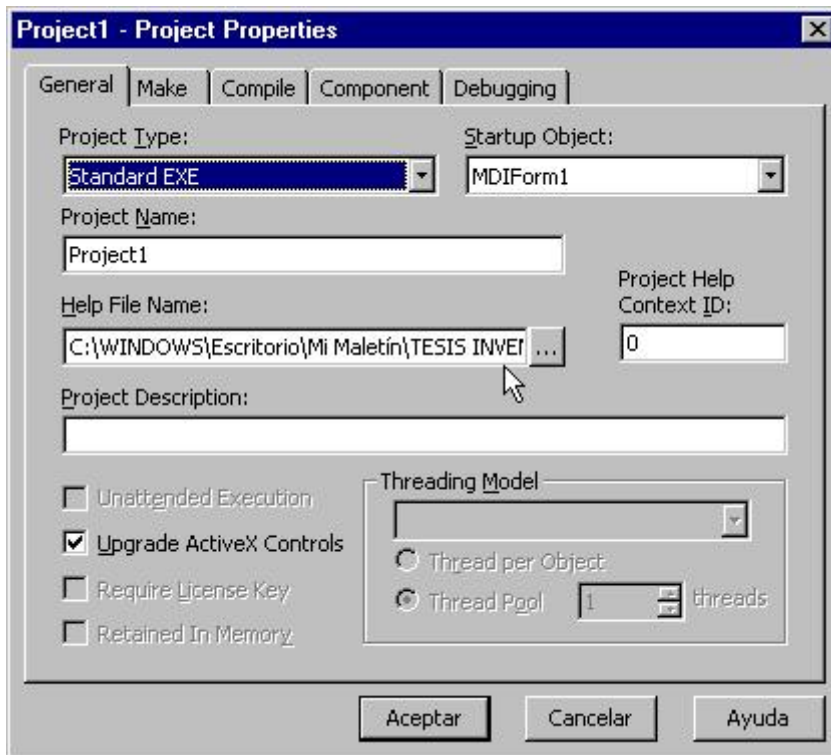 Project1 - Project Properties
General Make Compile Component Debugging
Project Type:
Standard EXE
Startup Object:
MDIForm1
Project Name:
Project1
Help File Name:
C:\WINDOWS\Escritorio\Mi Maletín\TESIS INVEN
...
Project Help
Context ID:
0
Project Description:
Unattended Execution
Upgrade ActiveX Controls
Require License Key
Retained In Memory
Threading Model
Thread per Object
Thread Pool 1 threads
Aceptar Cancelar Ayuda